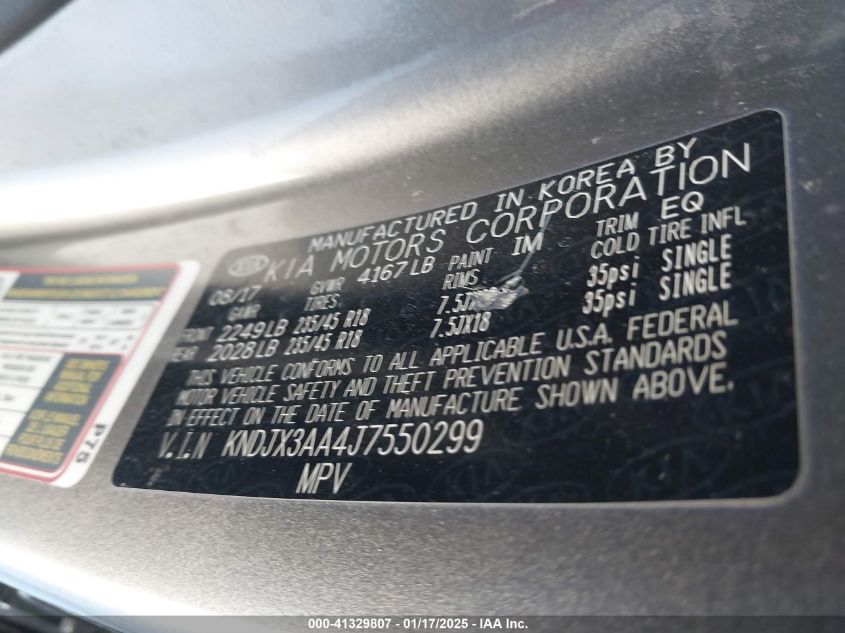 MANUFACTURED IN KOREA BY
KIA KIA MOTORS CORPORATION
08/17 GVWR 4167 LB PAINT IM TRIM EQ
GAWR TIRES RIMS COLD TIRE INFL
FRONT 2249LB 235/45 R18 35psi SINGLE
REAR 2028LB 235/45 R18 7.5JX18 35psi SINGLE
THIS VEHICLE CONFORMS TO ALL APPLICABLE U.S.A. FEDERAL
MOTOR VEHICLE SAFETY AND THEFT PREVENTION STANDARDS
IN EFFECT ON THE DATE OF MANUFACTURE SHOWN ABOVE.
V.I.N KNDJX3AA4J7550299
MPV
P75
000-41329807 - 01/17/2025 - IAA Inc.